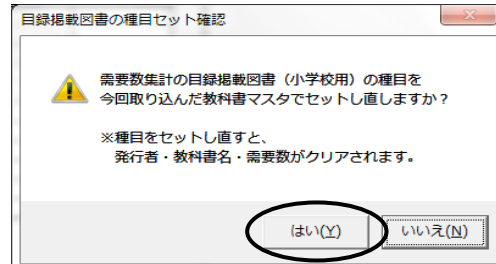 目録掲載図書の種目セット確認
需要数集計の目録掲載図書（小学校用）の種目を
今回取り込んだ教科書マスタでセットし直しますか？
※種目をセットし直すと、
発行者・教科書名・需要数がクリアされます。
はい(Y)
いいえ(N)